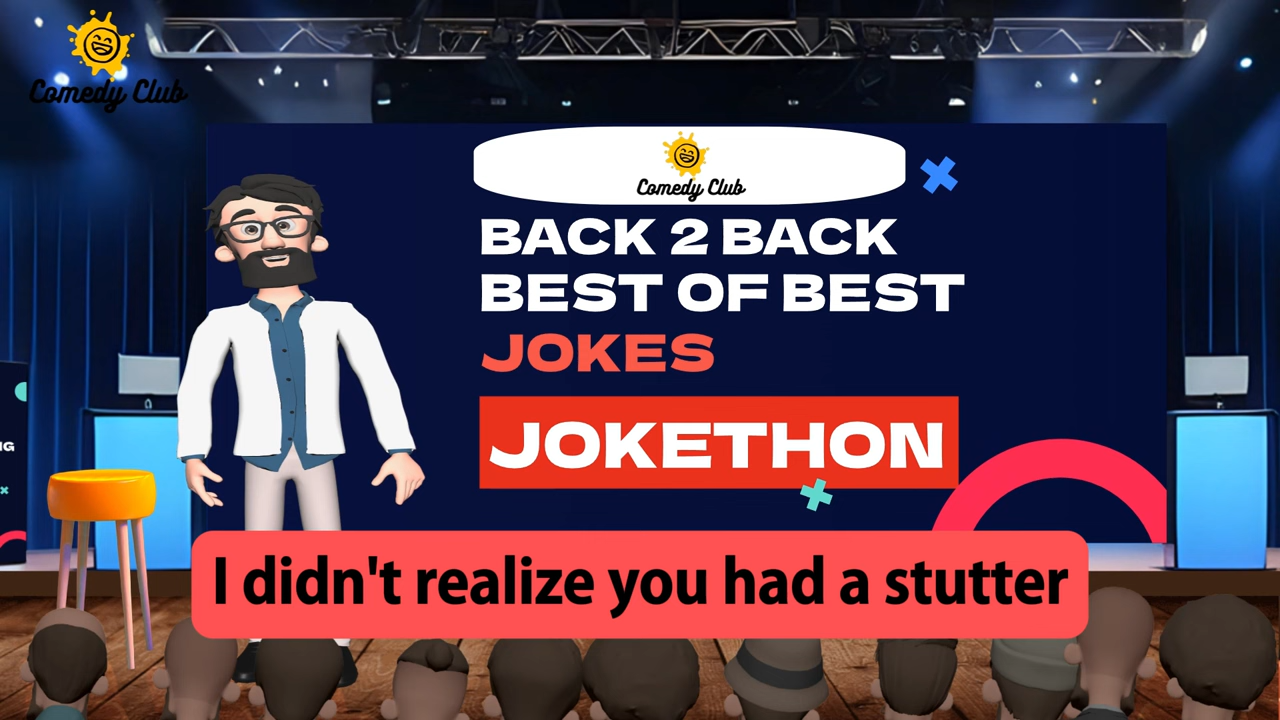 Comedy Club
Comedy Club
BACK 2 BACK
BEST OF BEST
JOKES
JOKETHON
I didn't realize you had a stutter